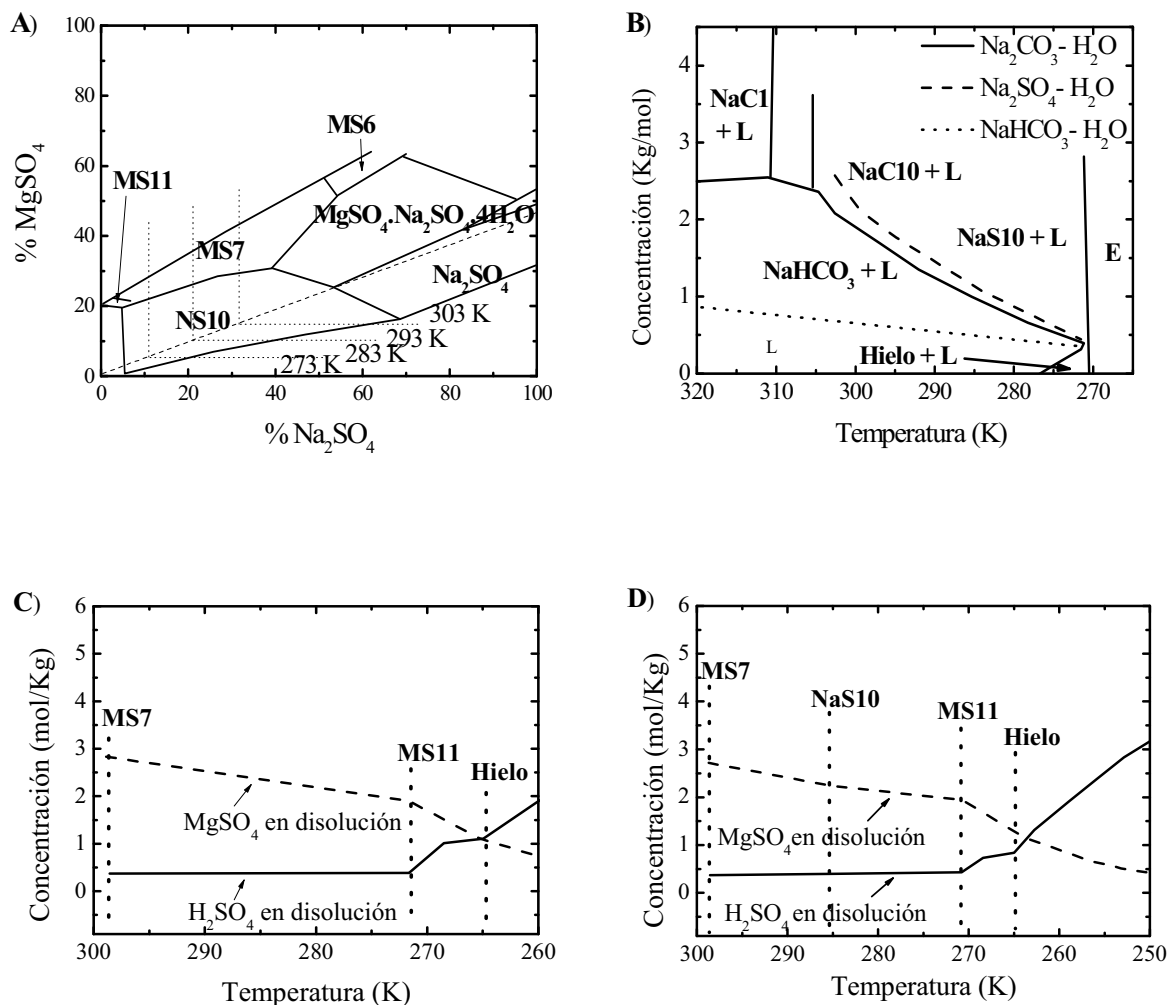 A)
100
80
60
40
20
0
% MgSO4
MS6
MS11
MS7
MgSO4.Na2SO4.4H2O
Na2SO4
NS10
303 K
293 K
283 K
273 K
0 20 40 60 80 100
% Na2SO4
B)
4
3
2
1
0
Concentración (Kg/mol)
Na2CO3- H2O
Na2SO4- H2O
NaHCO3- H2O
NaC1
+ L
NaC10 + L
NaS10 + L
E
NaHCO3 + L
L
Hielo + L
320 310 300 290 280 270
Temperatura (K)
C)
6
5
4
3
2
1
0
Concentración (mol/Kg)
MS7
MS11
Hielo
MgSO4 en disolución
H2SO4 en disolución
300 290 280 270 260
Temperatura (K)
D)
6
5
4
3
2
1
0
Concentración (mol/Kg)
MS7
NaS10
MS11
Hielo
MgSO4 en disolución
H2SO4 en disolución
300 290 280 270 260 250
Temperatura (K)